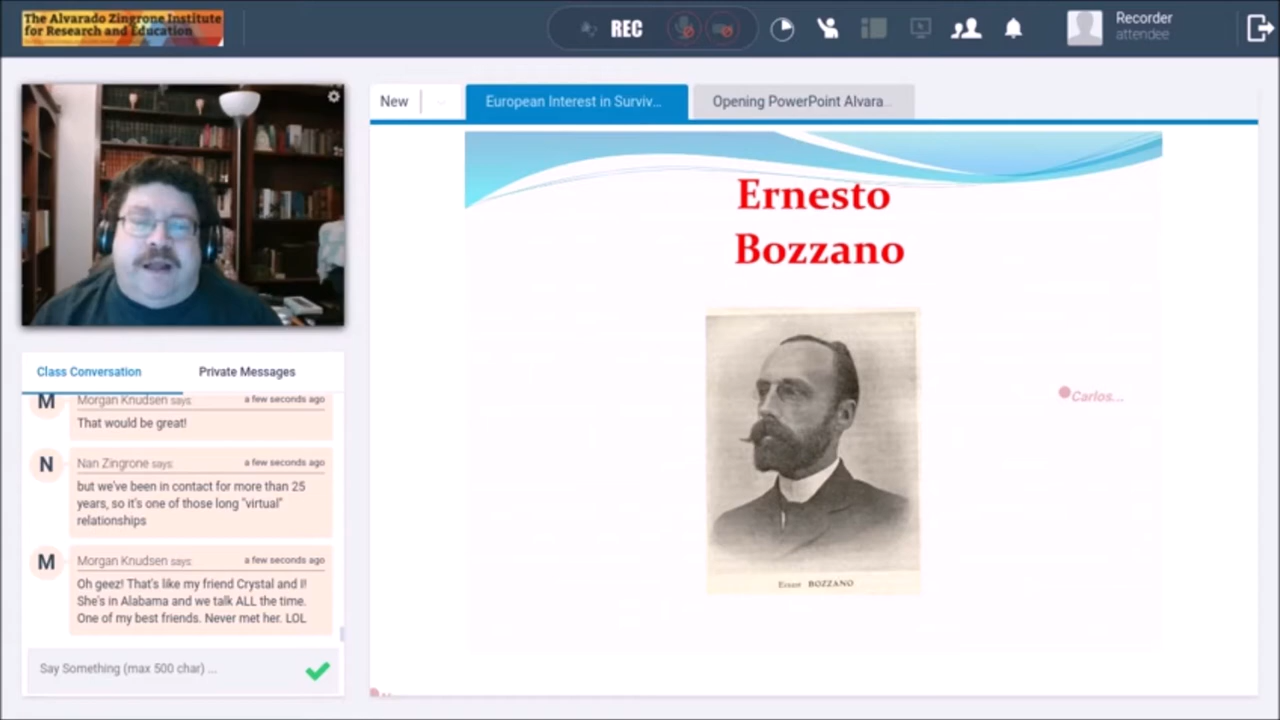 The Alvarado Zingrone Institute
for Research and Education
REC
Recorder
attendee
New
European Interest in Surviv...
Opening PowerPoint Alvara...
Ernesto
Bozzano
Ernest BOZZANO
Carlos...
Class Conversation
Private Messages
M
Morgan Knudsen says:
a few seconds ago
That would be great!
N
Nan Zingrone says:
a few seconds ago
but we've been in contact for more than 25
years, so it's one of those long "virtual"
relationships
M
Morgan Knudsen says:
a few seconds ago
Oh geez! That's like my friend Crystal and I!
She's in Alabama and we talk ALL the time.
One of my best friends. Never met her. LOL
Say Something (max 500 char) ...